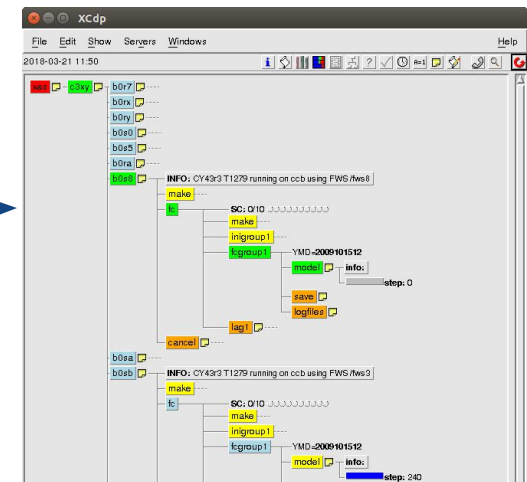 XCdp
File Edit Show Servers Windows Help
2018-03-21 11:50
c3xy b0r7
b0rx
b0ry
b0s0
b0s5
b0ra
b0s8 INFO: CY43r3 T1279 running on ccb using FWS /fws8
make
fc SC: 0/10
make
inigroup1
fcgroup1 YMD=2009101512
model info:
step: 0
save
logfiles
lag1
cancel
b0sa
b0sb INFO: CY43r3 T1279 running on ccb using FWS /fws3
make
fc SC: 0/10
make
inigroup1
fcgroup1 YMD=2009101512
model info:
step: 240